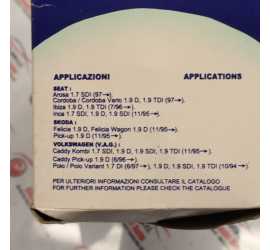 APPLICAZIONI APPLICATIONS
SEAT :
Arosa 1.7 SDI (97→).
Cordoba / Cordoba Vario 1.9 D, 1.9 TDI (97→).
Ibiza 1.9 D, 1.9 TDI (7/96→).
Inca 1.7 SDI, 1.9 D, 1.9 SDI (11/95→).
SKODA :
Felicia 1.9 D, Felicia Wagon 1.9 D (11/95→).
Pick-up 1.9 D (11/95→).
VOLKSWAGEN (V.A.G.) :
Caddy Kombi 1.7 SDI, 1.9 D, 1.9 SDI, 1.9 TDI (11/95→).
Caddy Pick-up 1.9 D (6/96→).
Polo / Polo Variant 1.7 DI (6/97→), 1.9 D, 1.9 SDI, 1.9 TDI (10/94→).
PER ULTERIORI INFORMAZIONI CONSULTARE IL CATALOGO
FOR FURTHER INFORMATION PLEASE CHECK THE CATALOGUE